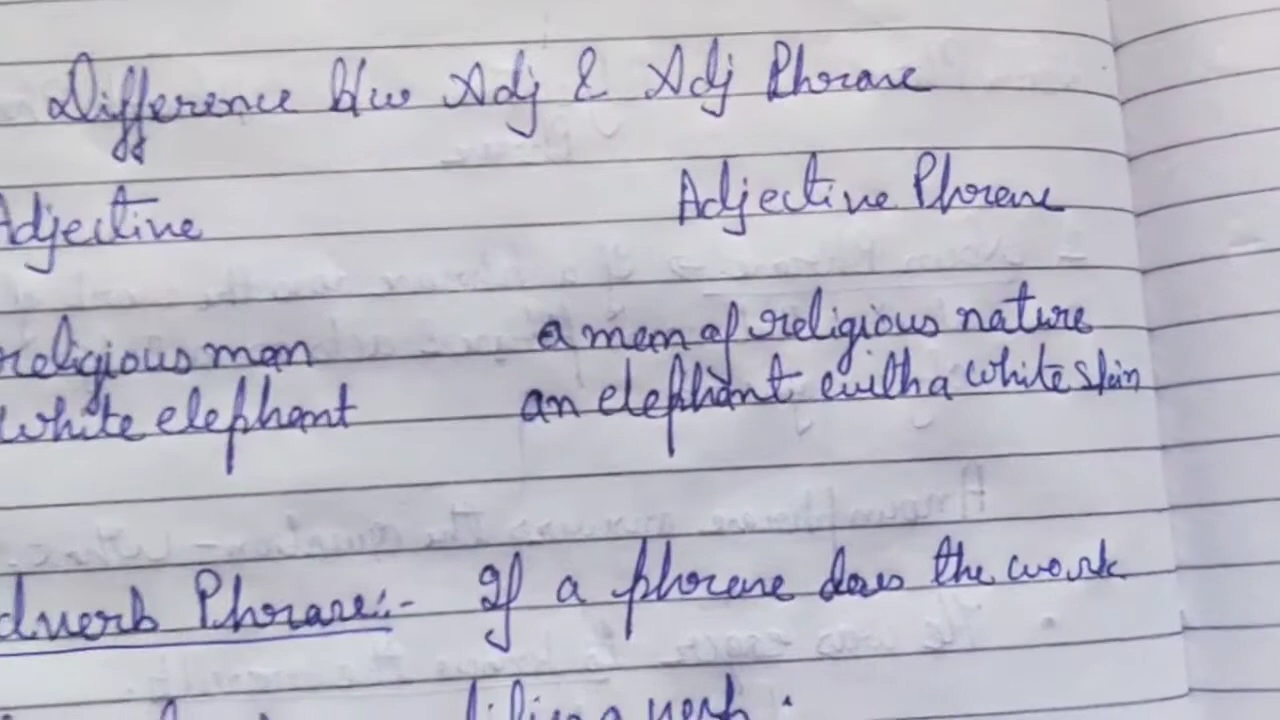 Difference b/w Adj & Adj Phrase
Adjective Adjective Phrase
religious man a man of religious nature
white elephant an elephant with a white skin
dverb Phrase:- If a phrase does the work
verb.